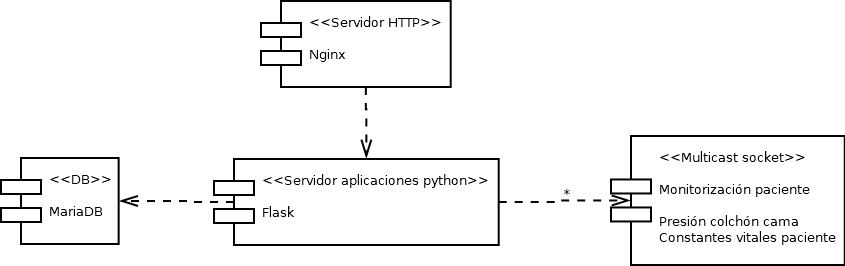 <<Servidor HTTP>>
Nginx
<<DB>>
MariaDB
<<Servidor aplicaciones python>>
Flask
*
<<Multicast socket>>
Monitorización paciente
Presión colchón cama
Constantes vitales paciente